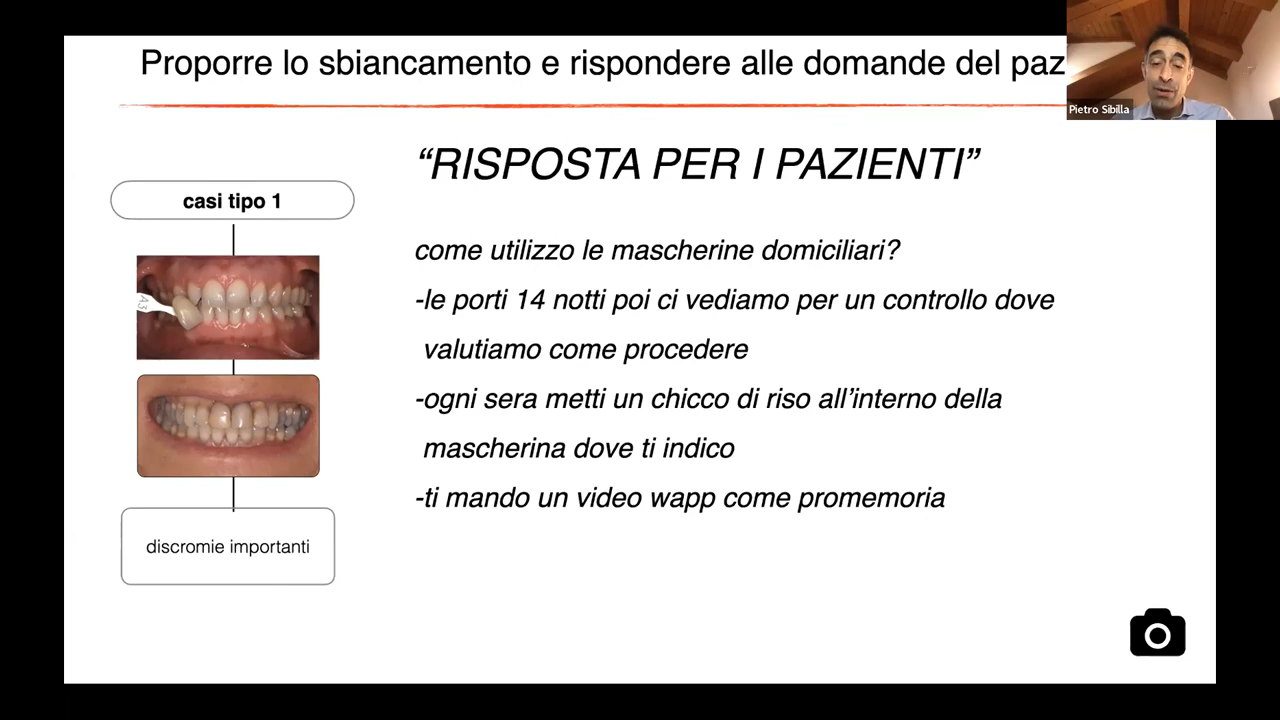 Proporre lo sbiancamento e rispondere alle domande del paz
Pietro Sibilla
“RISPOSTA PER I PAZIENTI”
casi tipo 1
come utilizzo le mascherine domiciliari?
-le porti 14 notti poi ci vediamo per un controllo dove
valutiamo come procedere
-ogni sera metti un chicco di riso all’interno della
mascherina dove ti indico
-ti mando un video wapp come promemoria
A3
discromie importanti